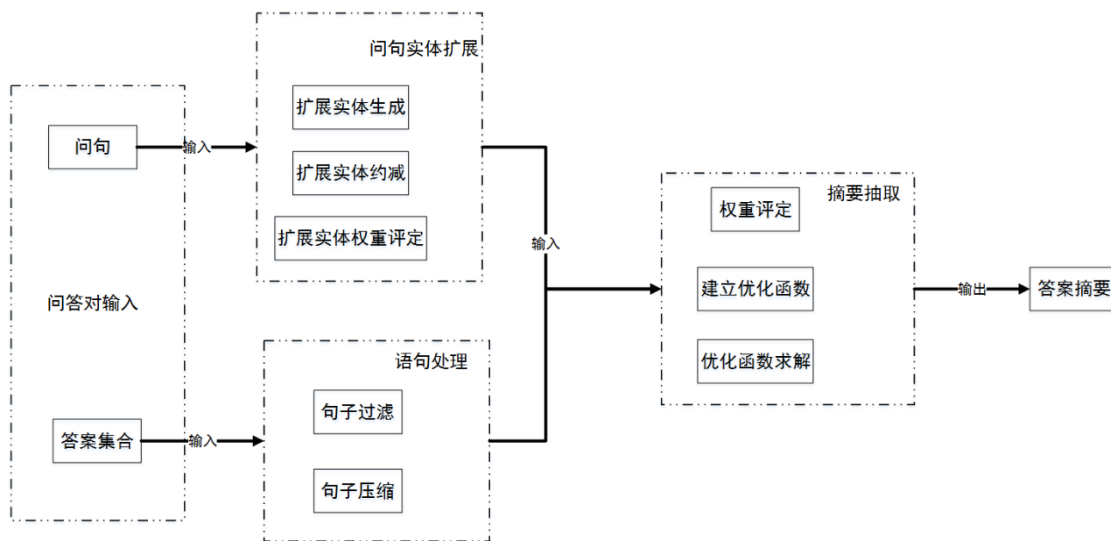 问答对输入
问句
答案集合
输入
输入
问句实体扩展
扩展实体生成
扩展实体约减
扩展实体权重评定
语句处理
句子过滤
句子压缩
输入
摘要抽取
权重评定
建立优化函数
优化函数求解
输出
答案摘要